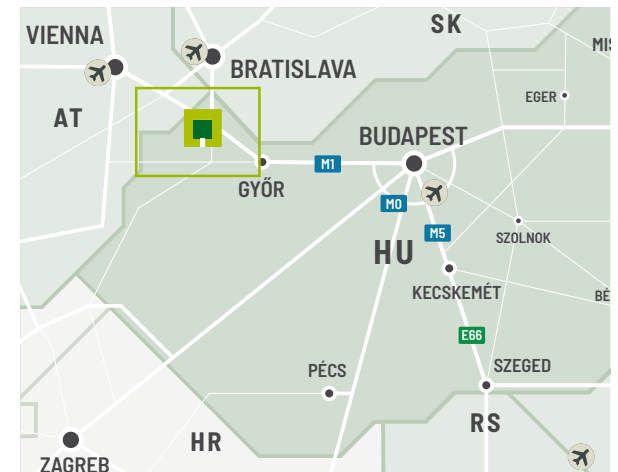 SK
VIENNA
MIS
BRATISLAVA
EGER
AT
BUDAPEST
M1
GYŐR
M0
M5
SZOLNOK
HU
KECSKEMÉT
BÉ
E66
SZEGED
PÉCS
RS
HR
ZAGREB